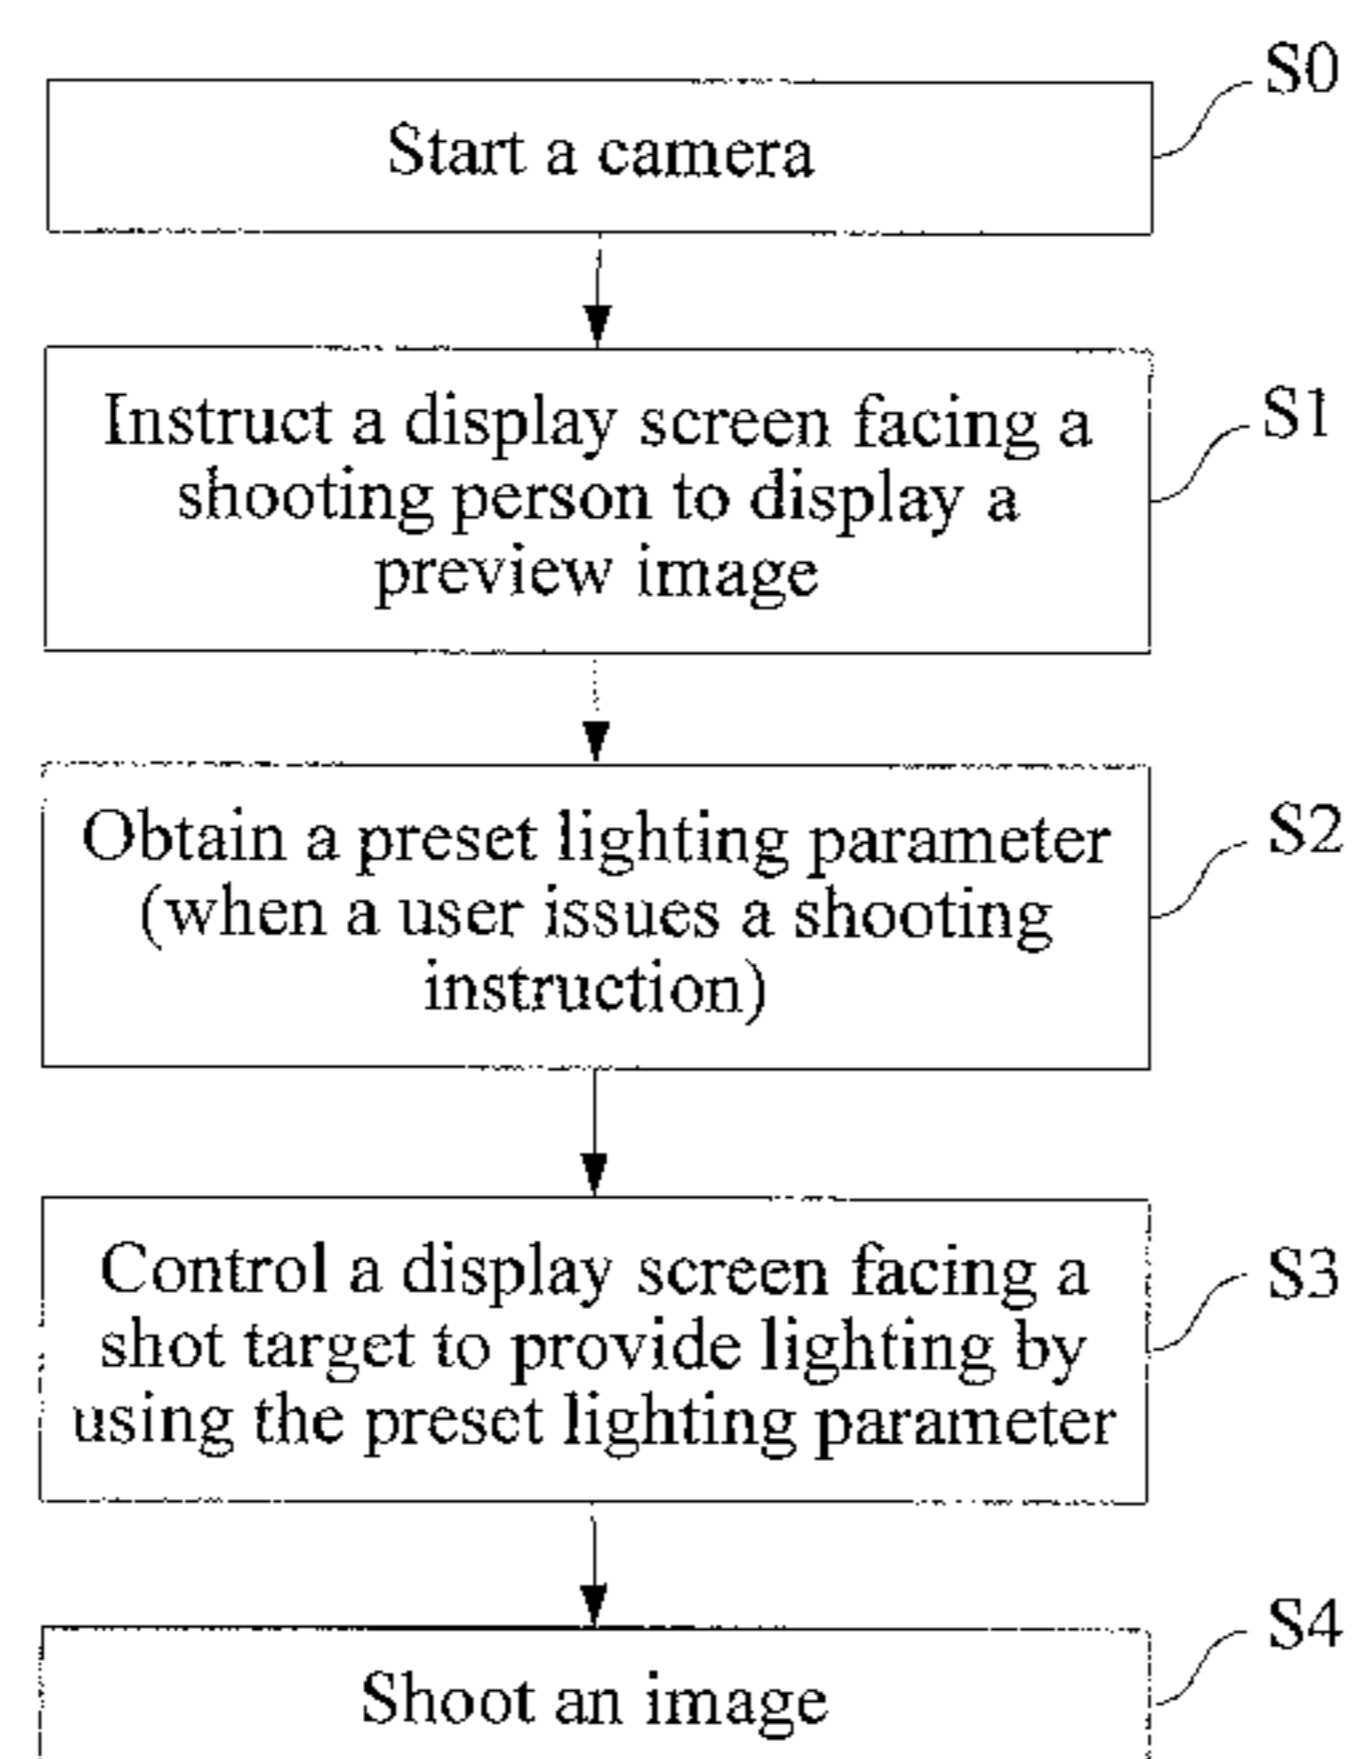 S0
Start a camera
Instruct a display screen facing a
S1
shooting person to display a
preview image
Obtain a preset lighting parameter
S2
(when a user issues a shooting
instruction)
Control a display screen facing a
S3
shot target to provide lighting by
using the preset lighting parameter
S4
Shoot an image